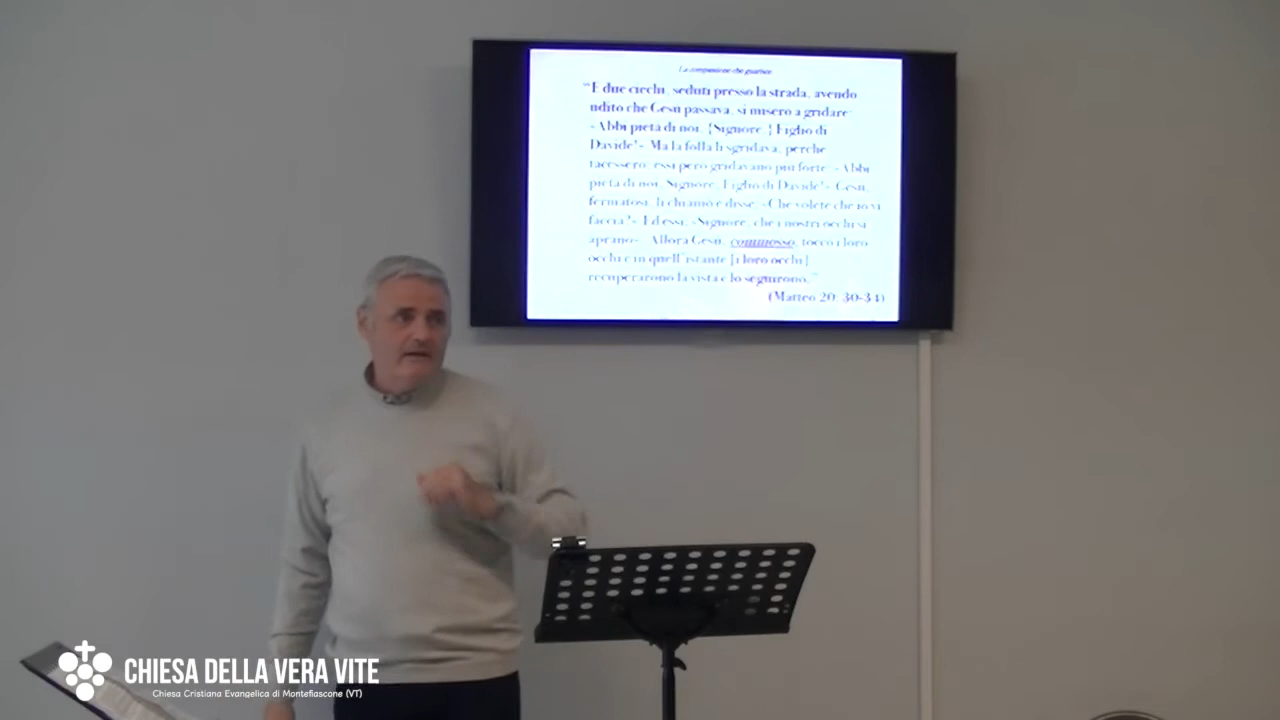 La compassione che guarisce
“E due ciechi, seduti presso la strada, avendo
udito che Gesù passava, si misero a gridare:
«Abbi pietà di noi, [Signore,] Figlio di
Davide!». Ma la folla li sgridava, perché
tacessero; essi però gridavano più forte: «Abbi
pietà di noi, Signore, Figlio di Davide!». Gesù,
fermatosi, li chiamò e disse: «Che volete che io vi
faccia?». Ed essi: «Signore, che i nostri occhi si
aprano». Allora Gesù, commosso, toccò i loro
occhi e in quell'istante [i loro occhi]
recuperarono la vista e lo seguirono.”
(Matteo 20: 30-34)
CHIESA DELLA VERA VITE
Chiesa Cristiana Evangelica di Montefiascone (VT)